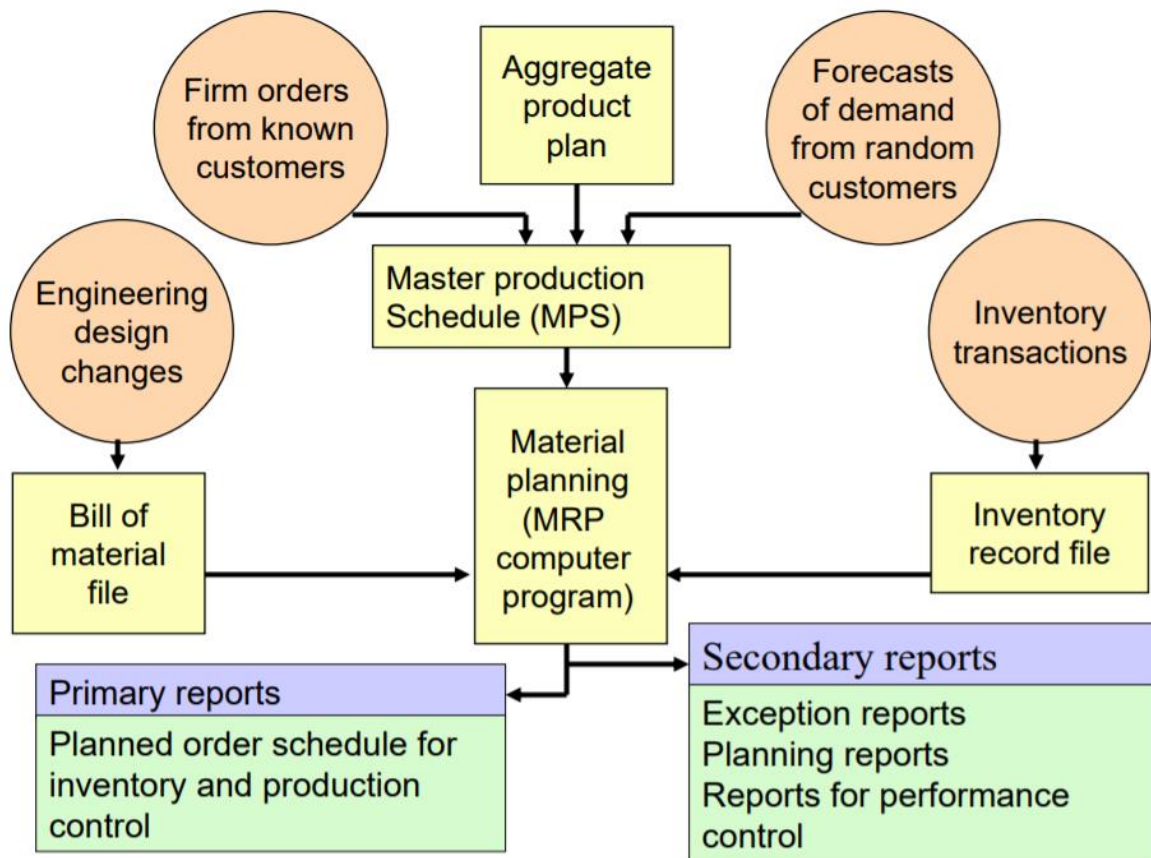 Firm orders
from known
customers
Aggregate
product
plan
Forecasts
of demand
from random
customers
Engineering
design
changes
Master production
Schedule (MPS)
Inventory
transactions
Bill of
material
file
Material
planning
(MRP
computer
program)
Inventory
record file
Primary reports
Planned order schedule for
inventory and production
control
Secondary reports
Exception reports
Planning reports
Reports for performance
control